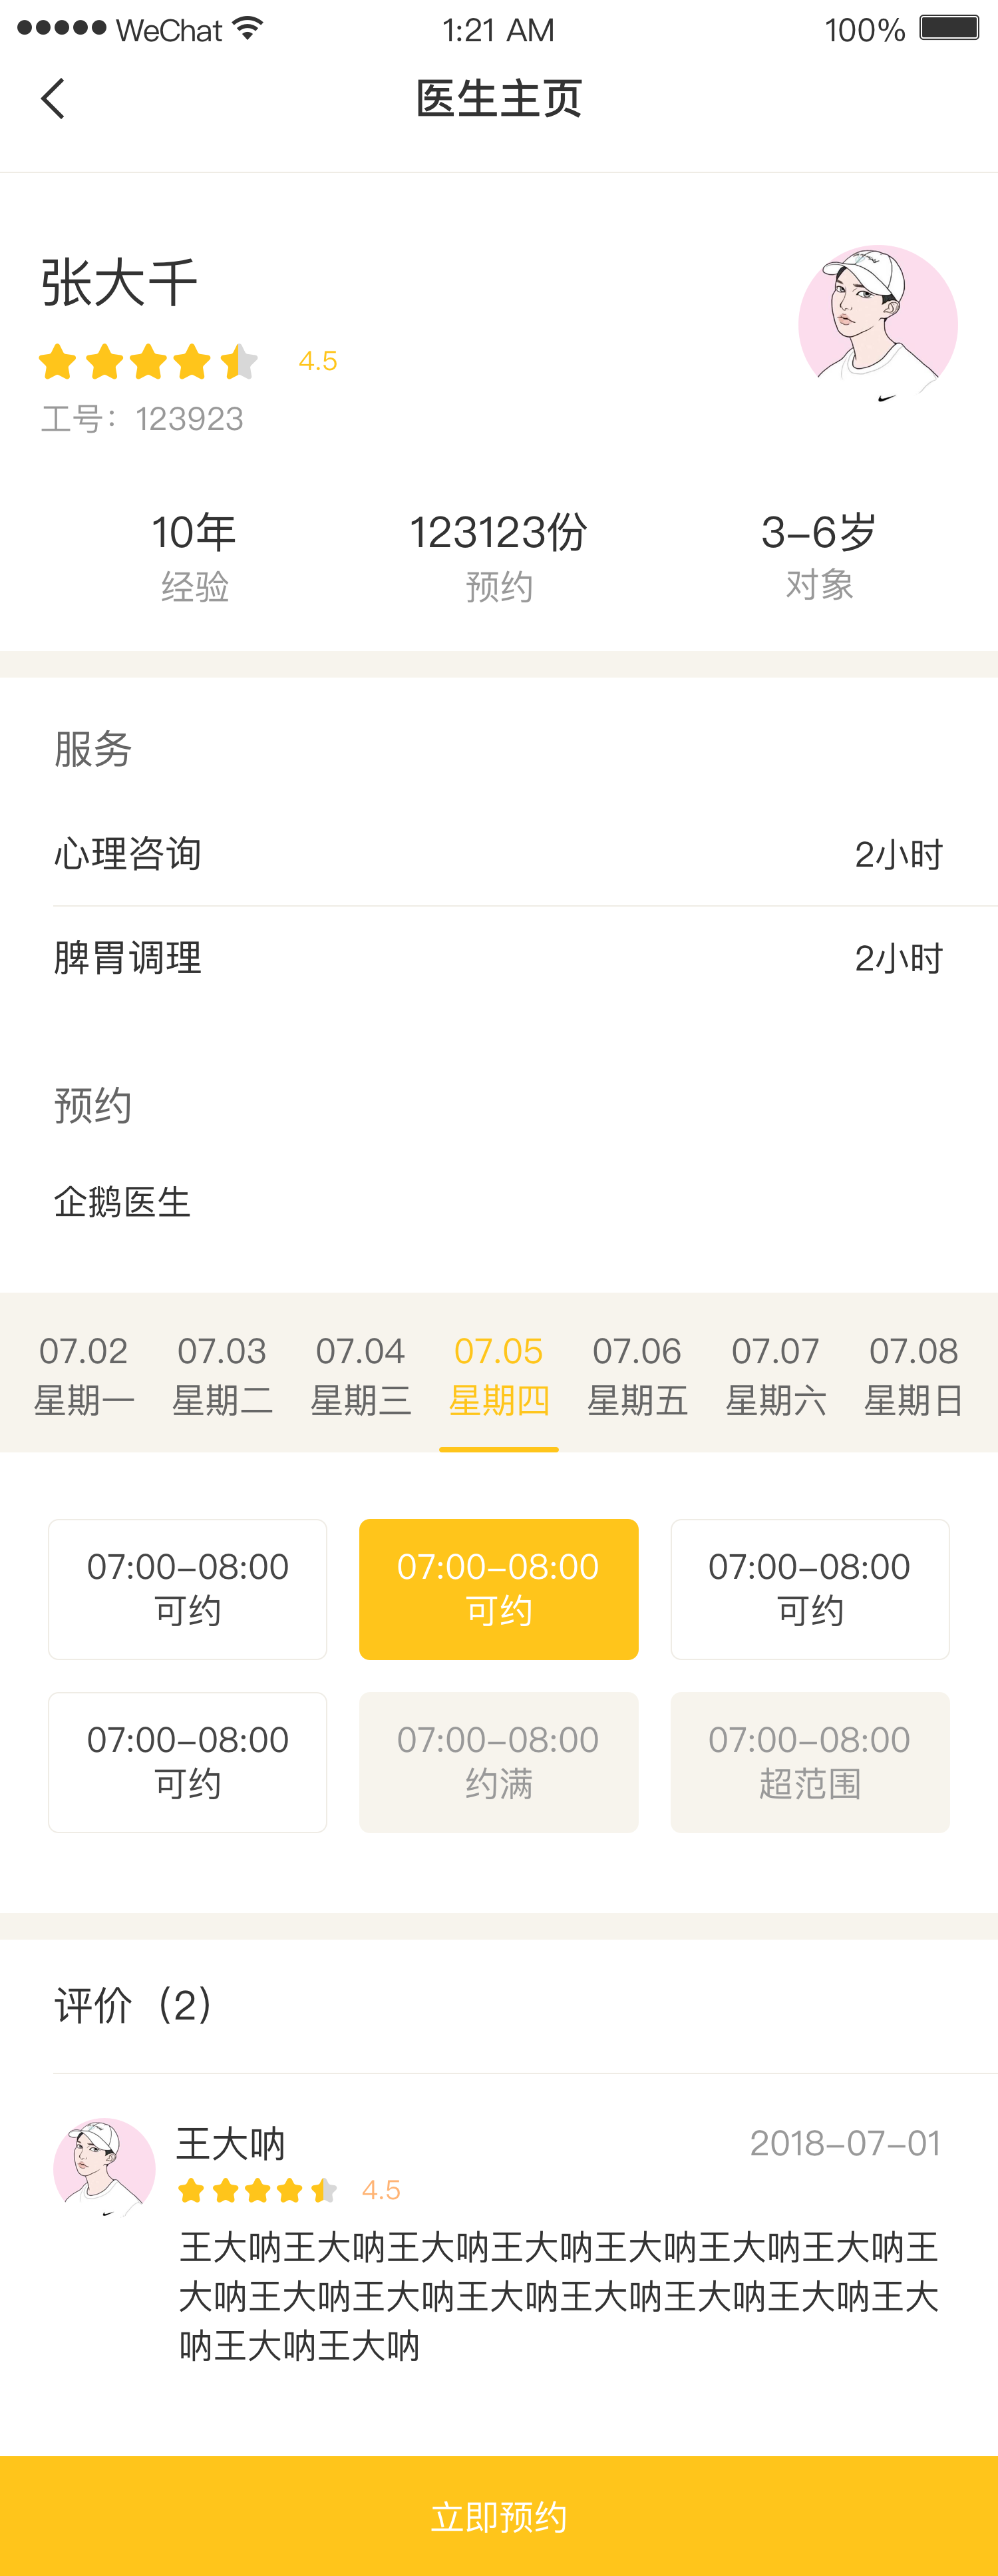 WeChat 1:21 AM 100%
医生主页
张大千
4.5
工号：123923
10年 123123份 3-6岁
经验 预约 对象
服务
心理咨询 2小时
脾胃调理 2小时
预约
企鹅医生
07.02 07.03 07.04 07.05 07.06 07.07 07.08
星期一 星期二 星期三 星期四 星期五 星期六 星期日
07:00-08:00 07:00-08:00 07:00-08:00
可约 可约 可约
07:00-08:00 07:00-08:00 07:00-08:00
可约 约满 超范围
评价（2）
王大呐 2018-07-01
4.5
王大呐王大呐王大呐王大呐王大呐王大呐王大呐王
大呐王大呐王大呐王大呐王大呐王大呐王大呐王大
呐王大呐王大呐
立即预约